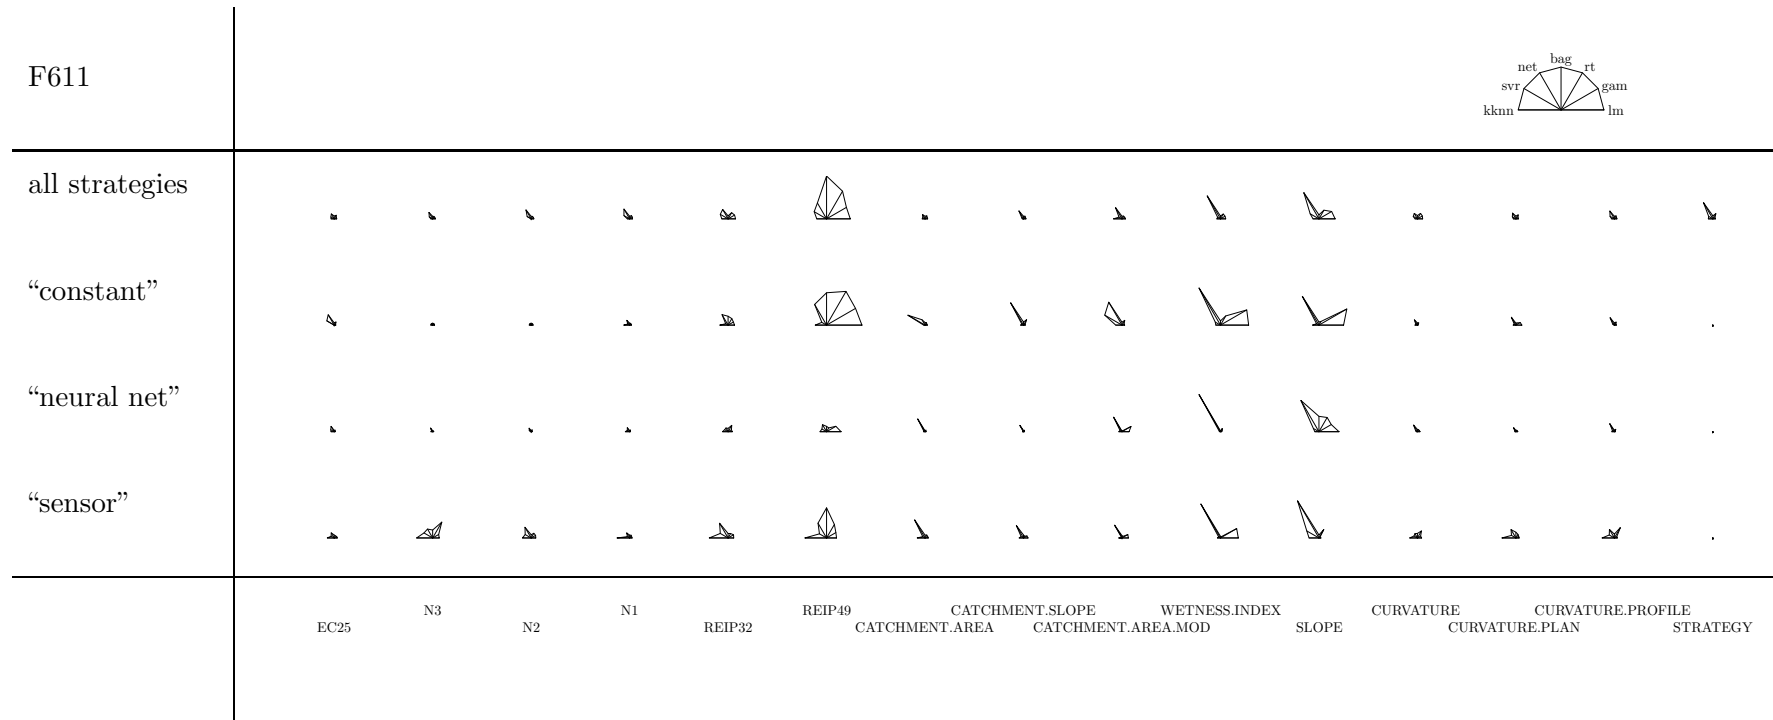 F611
bag
net rt
svr gam
kknn lm
all strategies
“constant”
“neural net”
“sensor”
N3 N1 REIP49 CATCHMENT.SLOPE WETNESS.INDEX CURVATURE CURVATURE.PROFILE
EC25 N2 REIP32 CATCHMENT.AREA CATCHMENT.AREA.MOD SLOPE CURVATURE.PLAN STRATEGY